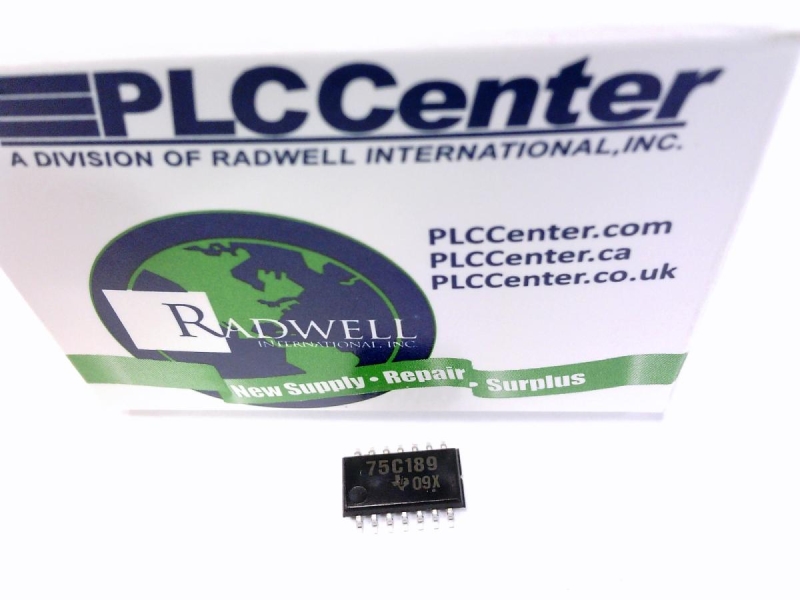 PLCCenter
A DIVISION OF RADWELL INTERNATIONAL, INC.
PLCCenter.com
PLCCenter.ca
PLCCenter.co.uk
RADWELL
INTERNATIONAL, INC.
New Supply • Repair • Surplus
75C189
09X